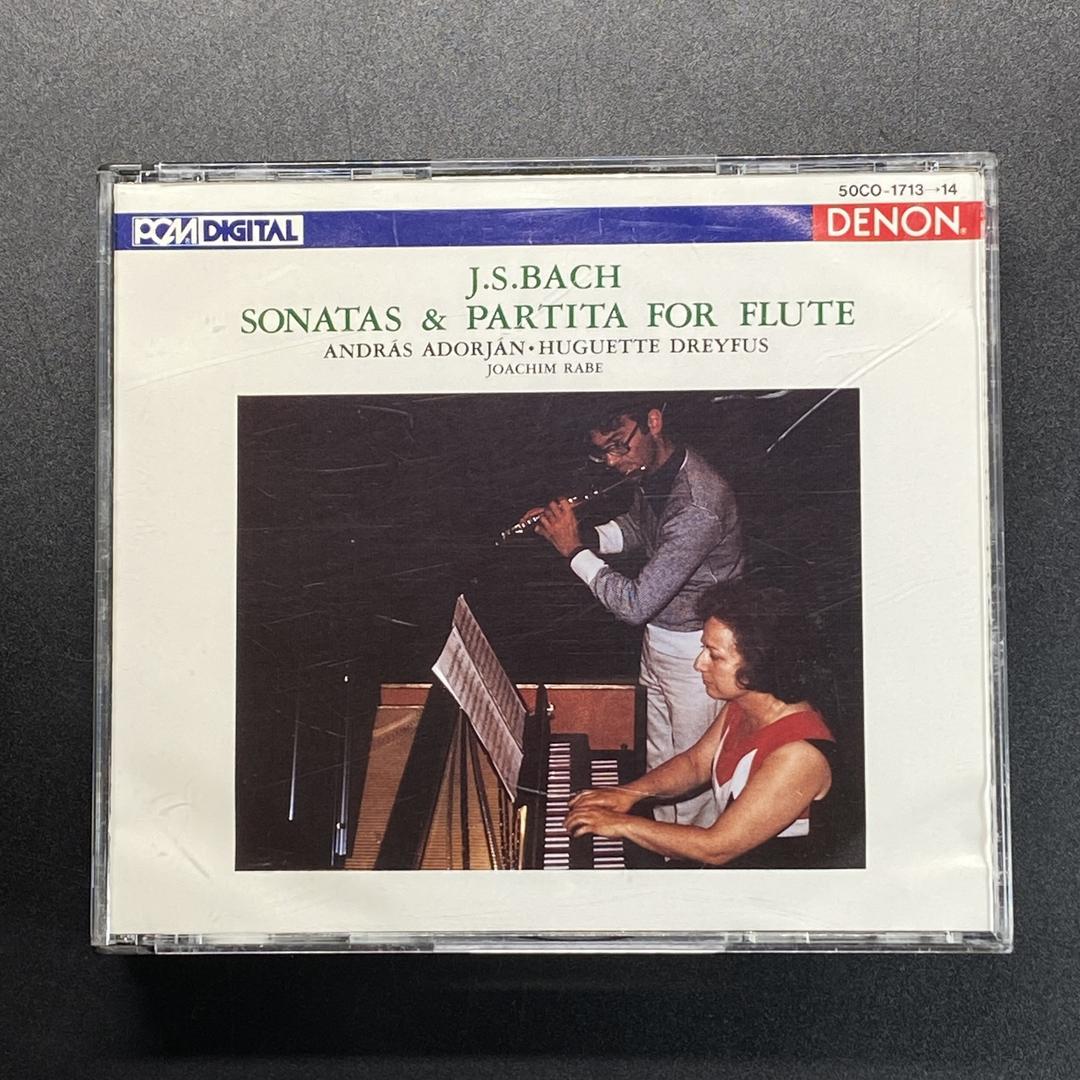 50CO-1713→14
PCM DIGITAL
DENON®
J.S.BACH
SONATAS & PARTITA FOR FLUTE
ANDRÁS ADORJÁN・HUGUETTE DREYFUS
JOACHIM RABE